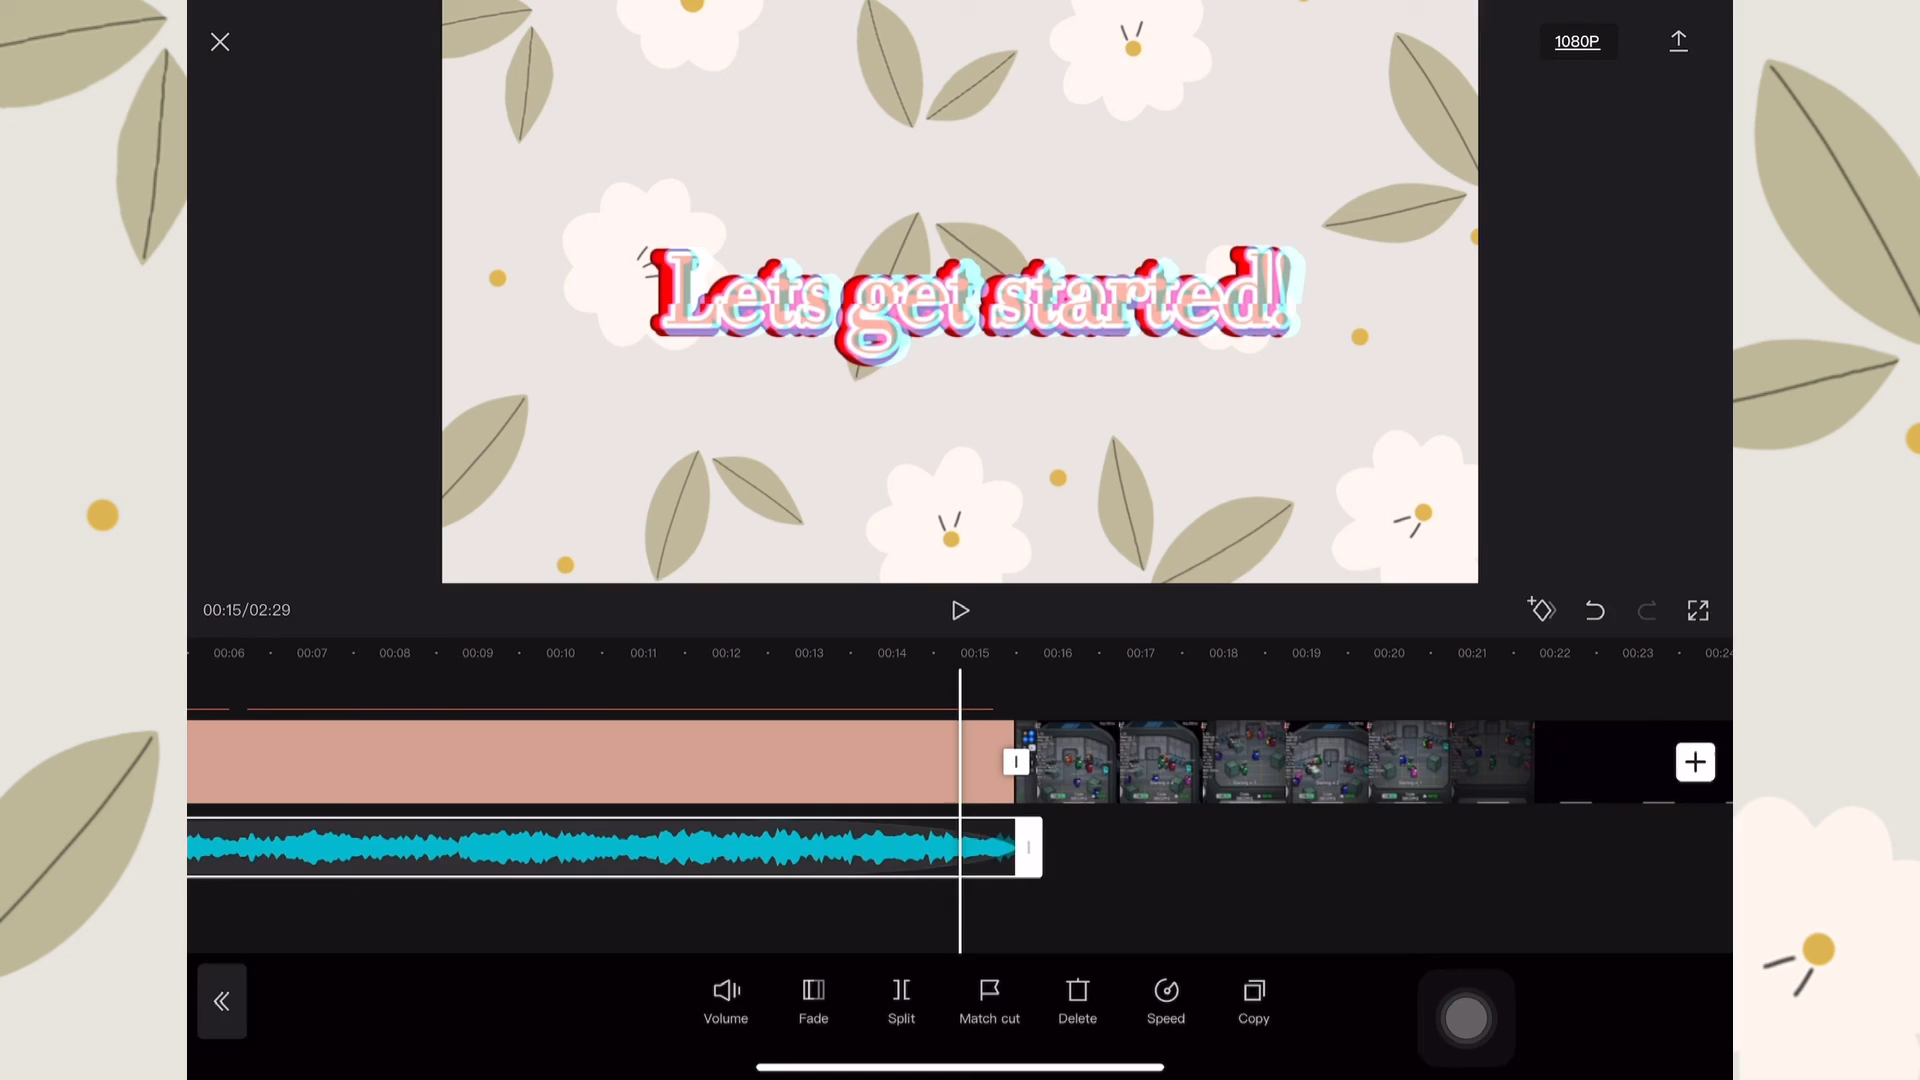 1080P
Lets get started!
00:15/02:29
00:06 00:07 00:08 00:09 00:10 00:11 00:12 00:13 00:14 00:15 00:16 00:17 00:18 00:19 00:20 00:21 00:22 00:23 00:24
Volume Fade Split Match cut Delete Speed Copy